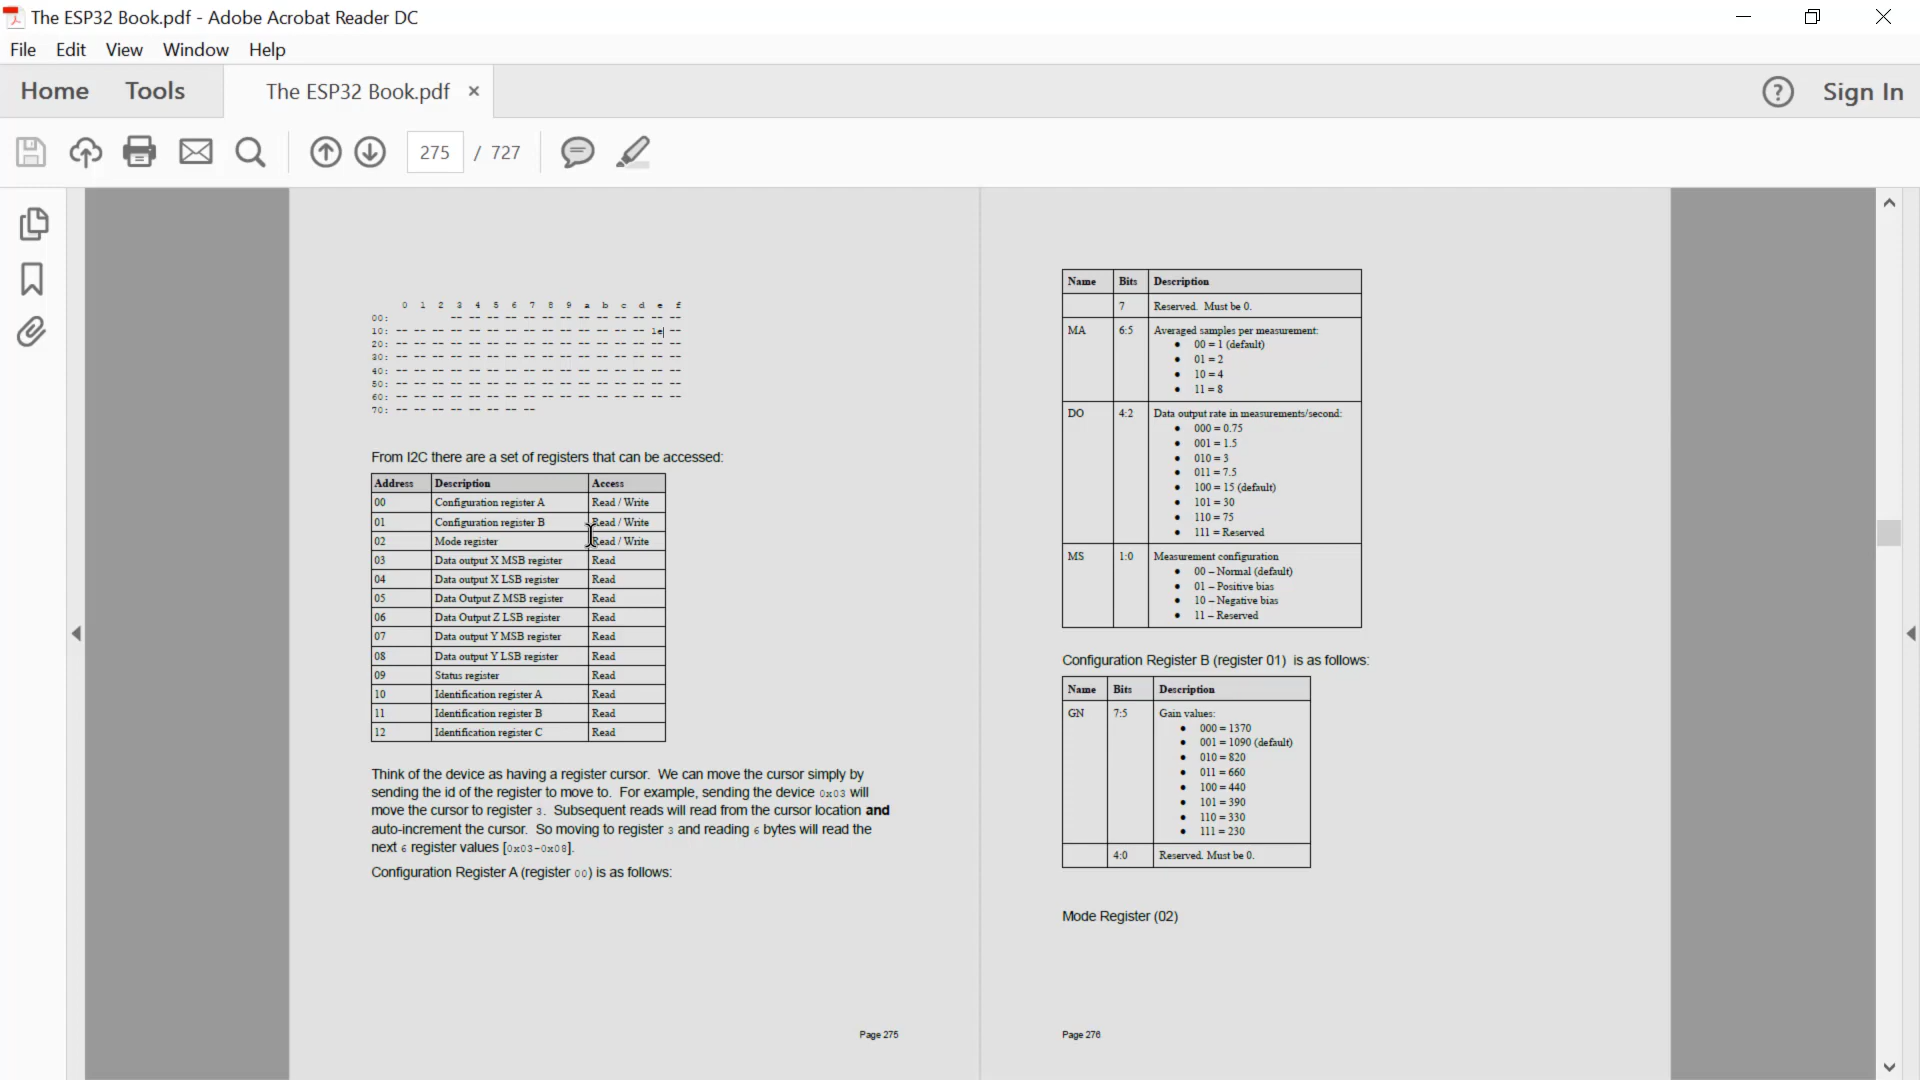 The ESP32 Book.pdf - Adobe Acrobat Reader DC
File Edit View Window Help
Home Tools The ESP32 Book.pdf × ? Sign In
275 / 727
0 1 2 3 4 5 6 7 8 9 a b c d e f
00: -- -- -- -- -- -- -- -- -- -- -- -- --
10: -- -- -- -- -- -- -- -- -- -- -- -- -- -- 1e --
20: -- -- -- -- -- -- -- -- -- -- -- -- -- -- -- --
30: -- -- -- -- -- -- -- -- -- -- -- -- -- -- -- --
40: -- -- -- -- -- -- -- -- -- -- -- -- -- -- -- --
50: -- -- -- -- -- -- -- -- -- -- -- -- -- -- -- --
60: -- -- -- -- -- -- -- -- -- -- -- -- -- -- -- --
70: -- -- -- -- -- -- -- --
From I2C there are a set of registers that can be accessed:
Address Description Access
00 Configuration register A Read / Write
01 Configuration register B Read / Write
02 Mode register Read / Write
03 Data output X MSB register Read
04 Data output X LSB register Read
05 Data Output Z MSB register Read
06 Data Output Z LSB register Read
07 Data output Y MSB register Read
08 Data output Y LSB register Read
09 Status register Read
10 Identification register A Read
11 Identification register B Read
12 Identification register C Read
Think of the device as having a register cursor. We can move the cursor simply by
sending the id of the register to move to. For example, sending the device 0x03 will
move the cursor to register 3. Subsequent reads will read from the cursor location and
auto-increment the cursor. So moving to register 3 and reading 6 bytes will read the
next 6 register values [0x03-0x08].
Configuration Register A (register 00) is as follows:
Page 275
Name Bits Description
7 Reserved. Must be 0.
MA 6:5 Averaged samples per measurement:
• 00 = 1 (default)
• 01 = 2
• 10 = 4
• 11 = 8
DO 4:2 Data output rate in measurements/second:
• 000 = 0.75
• 001 = 1.5
• 010 = 3
• 011 = 7.5
• 100 = 15 (default)
• 101 = 30
• 110 = 75
• 111 = Reserved
MS 1:0 Measurement configuration
• 00 – Normal (default)
• 01 – Positive bias
• 10 – Negative bias
• 11 – Reserved
Configuration Register B (register 01) is as follows:
Name Bits Description
GN 7:5 Gain values:
• 000 = 1370
• 001 = 1090 (default)
• 010 = 820
• 011 = 660
• 100 = 440
• 101 = 390
• 110 = 330
• 111 = 230
4:0 Reserved. Must be 0.
Mode Register (02)
Page 276